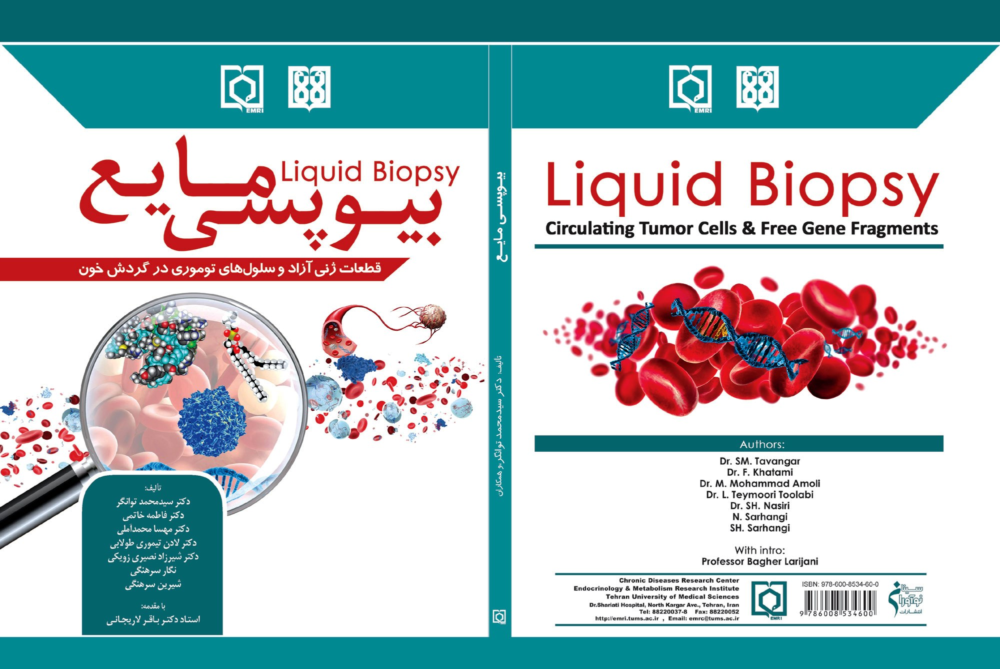 EMRI
Liquid Biopsy
بیوپسی مایع
قطعات ژنی آزاد و سلول‌های توموری در گردش خون
تألیف:
دکتر سیدمحمد توانگر
دکتر فاطمه خاتمی
دکتر مهسا محمدآملی
دکتر لادن تیموری طولابی
دکتر شیرزاد نصیری زویکی
نگار سرهنگی
شیرین سرهنگی
با مقدمه:
استاد دکتر باقر لاریجانی
بیوپسی مایع
تألیف: دکتر سیدمحمد توانگر، و همکاران
EMRI
EMRI
Liquid Biopsy
Circulating Tumor Cells & Free Gene Fragments
Authors:
Dr. SM. Tavangar
Dr. F. Khatami
Dr. M. Mohammad Amoli
Dr. L. Teymoori Toolabi
Dr. SH. Nasiri
N. Sarhangi
SH. Sarhangi
With intro:
Professor Bagher Larijani
Chronic Diseases Research Center
Endocrinology & Metabolism Research Institute
Tehran University of Medical Sciences
Dr.Shariati Hospital, North Kargar Ave., Tehran, Iran
Tel: 88220037-8 Fax: 88220052
http://emri.tums.ac.ir , Email: emrc@tums.ac.ir
EMRI
ISBN: 978-600-8534-60-0
9 786008 534600
سینا
نوآوران
انتشارات